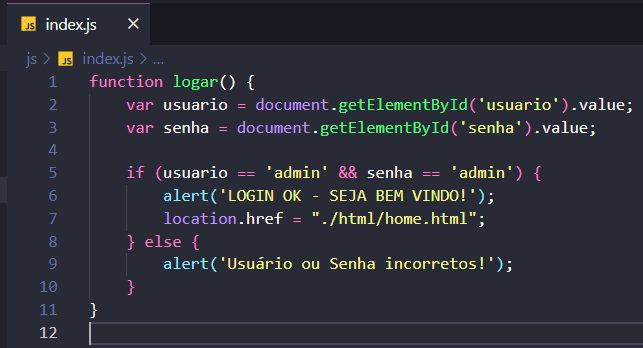 JS index.js ×
js > JS index.js > ...
1 function logar() {
2 var usuario = document.getElementById('usuario').value;
3 var senha = document.getElementById('senha').value;
4
5 if (usuario == 'admin' && senha == 'admin') {
6 alert('LOGIN OK - SEJA BEM VINDO!');
7 location.href = "./html/home.html";
8 } else {
9 alert('Usuário ou Senha incorretos!');
10 }
11 }
12